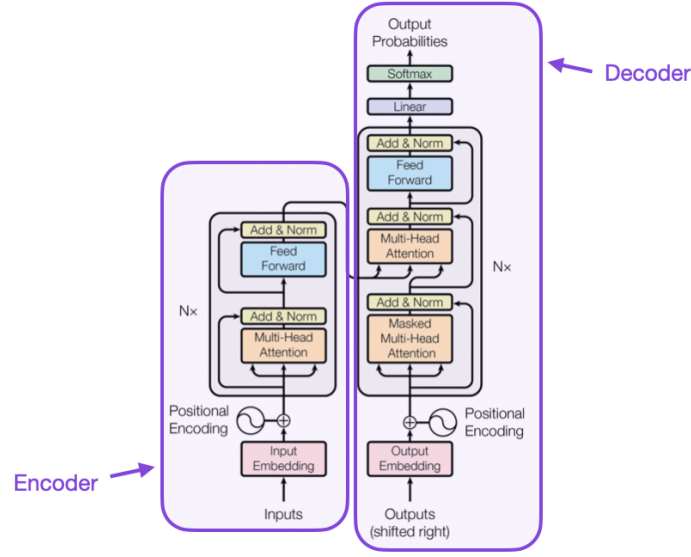 Output
Probabilities
Softmax
Linear
Add & Norm
Feed
Forward
Add & Norm
Multi-Head
Attention
Nx
Add & Norm
Masked
Multi-Head
Attention
Positional
Encoding
Output
Embedding
Outputs
(shifted right)
Decoder
Add & Norm
Feed
Forward
Nx
Add & Norm
Multi-Head
Attention
Positional
Encoding
Input
Embedding
Inputs
Encoder